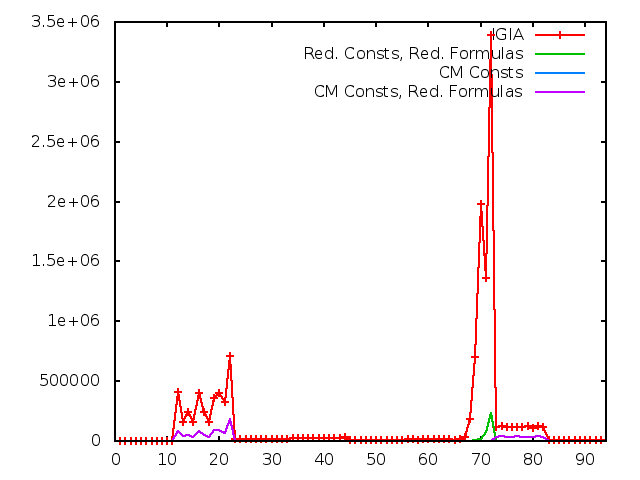 3.5e+06
3e+06
2.5e+06
2e+06
1.5e+06
1e+06
500000
0
IGIA
Red. Consts, Red. Formulas
CM Consts
CM Consts, Red. Formulas
0 10 20 30 40 50 60 70 80 90